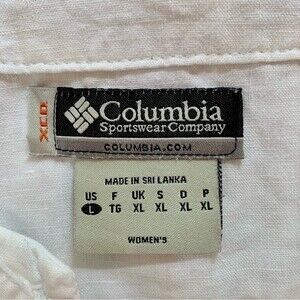 XCO
Columbia
Sportswear Company
COLUMBIA.COM
MADE IN SRI LANKA
US F UK S D P
L TG XL XL XL XL
WOMEN'S